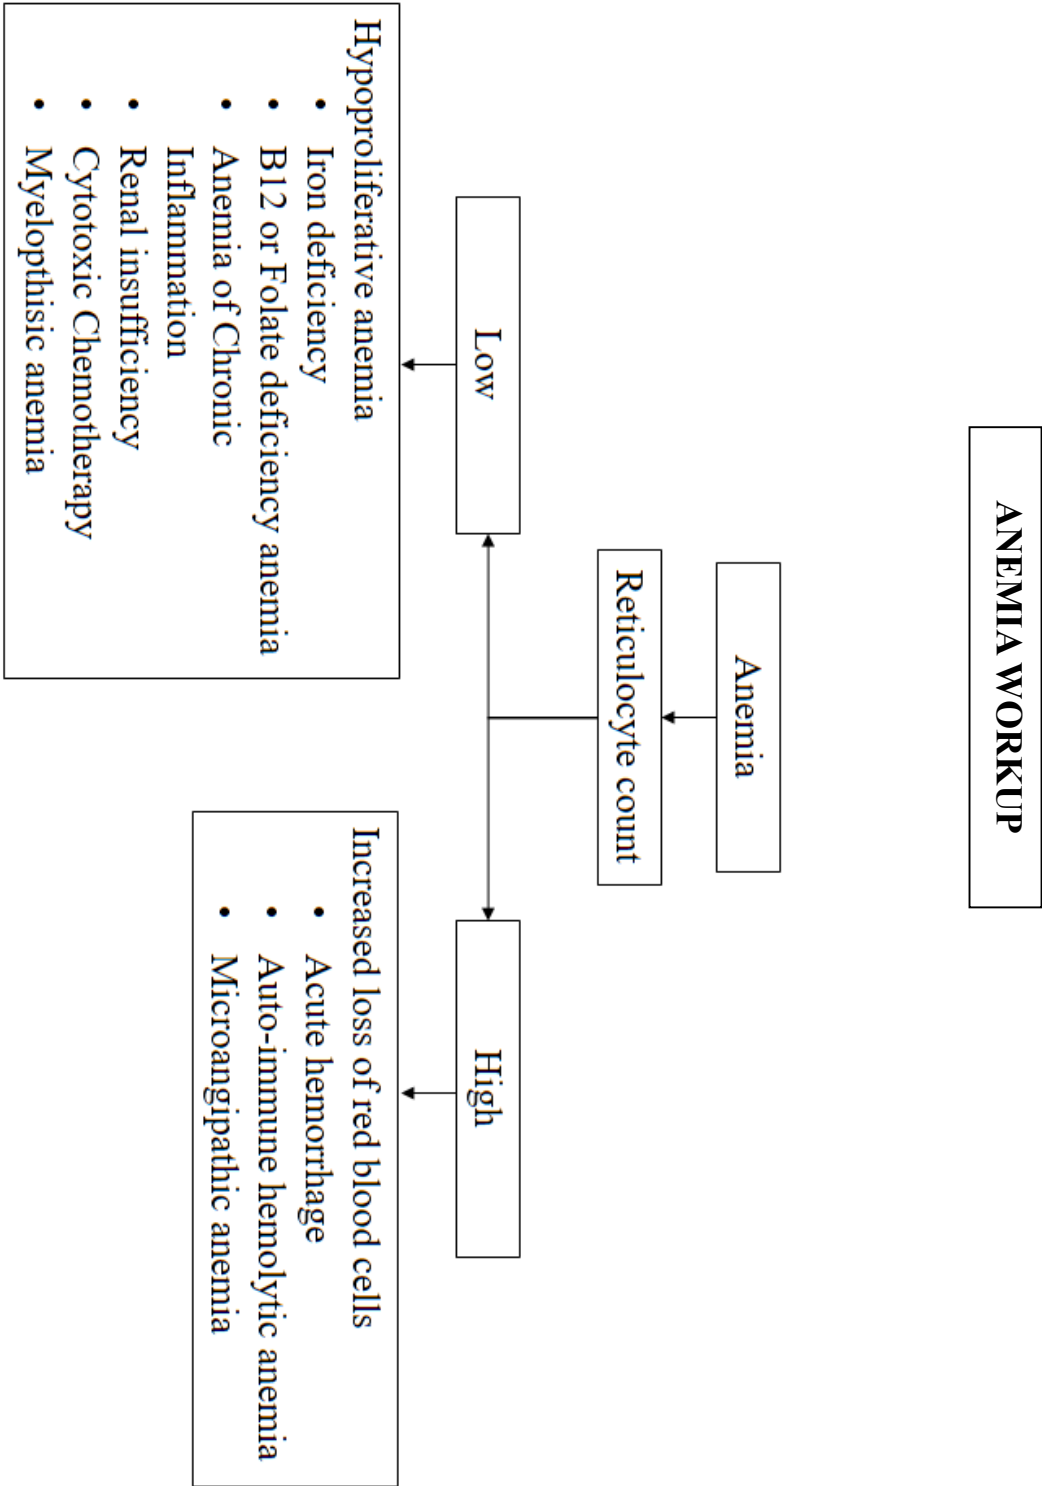 ANEMIA WORKUP
Anemia
Reticulocyte count
Low
High
Hypoproliferative anemia
• Iron deficiency
• B12 or Folate deficiency anemia
• Anemia of Chronic
Inflammation
• Renal insufficiency
• Cytotoxic Chemotherapy
• Myelopthisic anemia
Increased loss of red blood cells
• Acute hemorrhage
• Auto-immune hemolytic anemia
• Microangipathic anemia